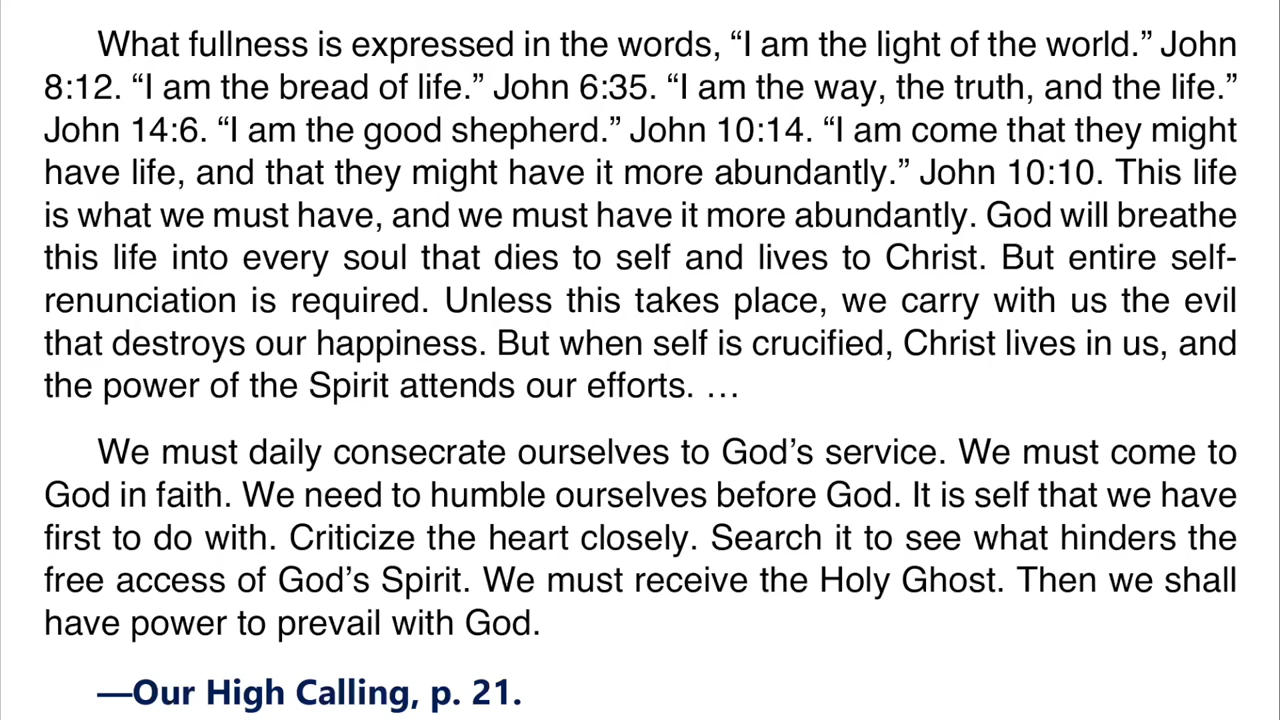 What fullness is expressed in the words, “I am the light of the world.” John
8:12. “I am the bread of life.” John 6:35. “I am the way, the truth, and the life.”
John 14:6. “I am the good shepherd.” John 10:14. “I am come that they might
have life, and that they might have it more abundantly.” John 10:10. This life
is what we must have, and we must have it more abundantly. God will breathe
this life into every soul that dies to self and lives to Christ. But entire self-
renunciation is required. Unless this takes place, we carry with us the evil
that destroys our happiness. But when self is crucified, Christ lives in us, and
the power of the Spirit attends our efforts. …
We must daily consecrate ourselves to God’s service. We must come to
God in faith. We need to humble ourselves before God. It is self that we have
first to do with. Criticize the heart closely. Search it to see what hinders the
free access of God’s Spirit. We must receive the Holy Ghost. Then we shall
have power to prevail with God.
—Our High Calling, p. 21.